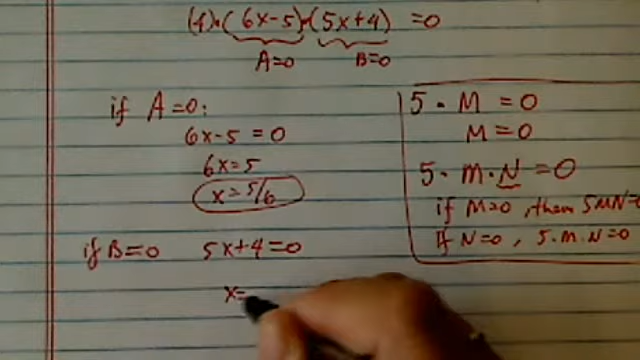 (4)·(6x-5)·(5x+4) = 0
A=0 B=0
if A=0:
6x-5 = 0
6x=5
x=5/6
if B=0 5x+4=0
x=
5 · M = 0
M=0
5 · M · N = 0
if M=0, then 5MN=0
If N=0, 5·M·N=0